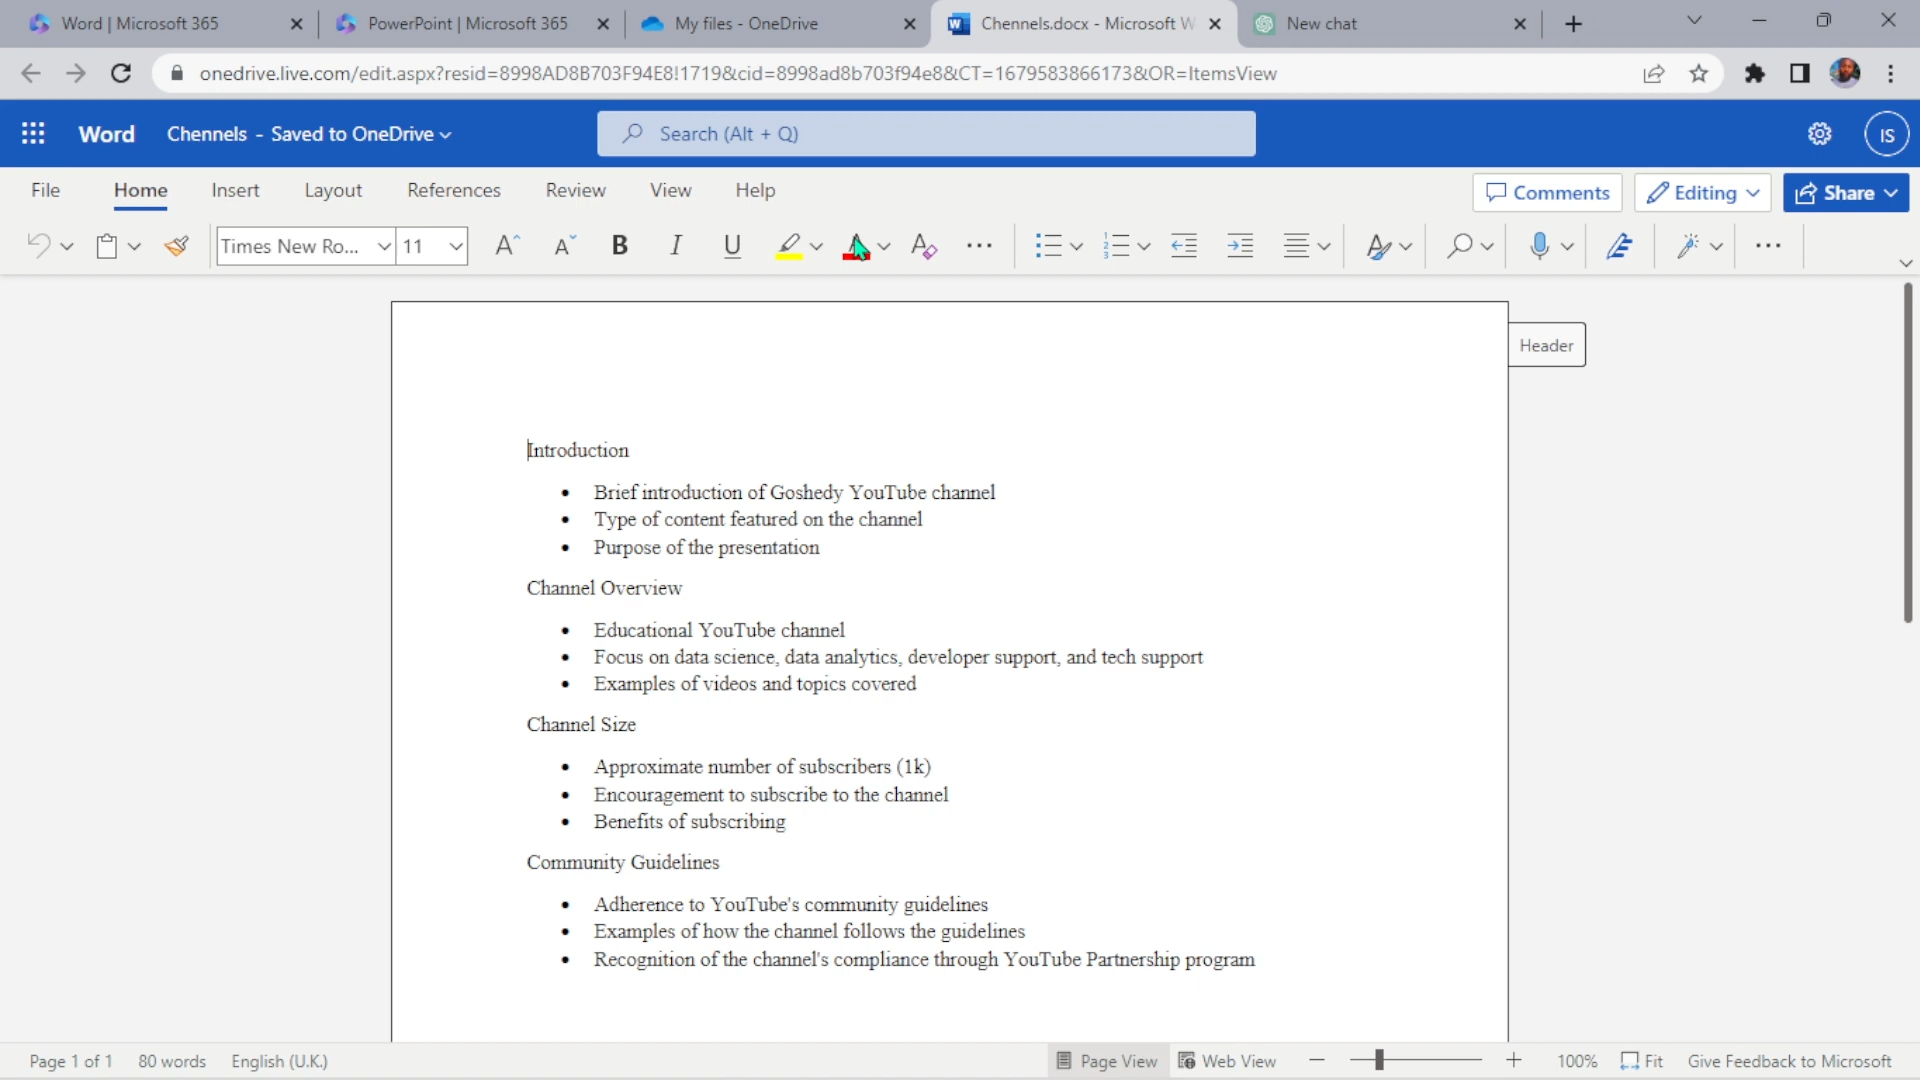 Word | Microsoft 365
PowerPoint | Microsoft 365
My files - OneDrive
Chennels.docx - Microsoft W
New chat
onedrive.live.com/edit.aspx?resid=8998AD8B703F94E8!1719&cid=8998ad8b703f94e8&CT=1679583866173&OR=ItemsView
Word
Chennels - Saved to OneDrive
Search (Alt + Q)
IS
File
Home
Insert
Layout
References
Review
View
Help
Comments
Editing
Share
Times New Ro...
11
Header
Introduction
• Brief introduction of Goshedy YouTube channel
• Type of content featured on the channel
• Purpose of the presentation
Channel Overview
• Educational YouTube channel
• Focus on data science, data analytics, developer support, and tech support
• Examples of videos and topics covered
Channel Size
• Approximate number of subscribers (1k)
• Encouragement to subscribe to the channel
• Benefits of subscribing
Community Guidelines
• Adherence to YouTube's community guidelines
• Examples of how the channel follows the guidelines
• Recognition of the channel's compliance through YouTube Partnership program
Page 1 of 1
80 words
English (U.K.)
Page View
Web View
100%
Fit
Give Feedback to Microsoft